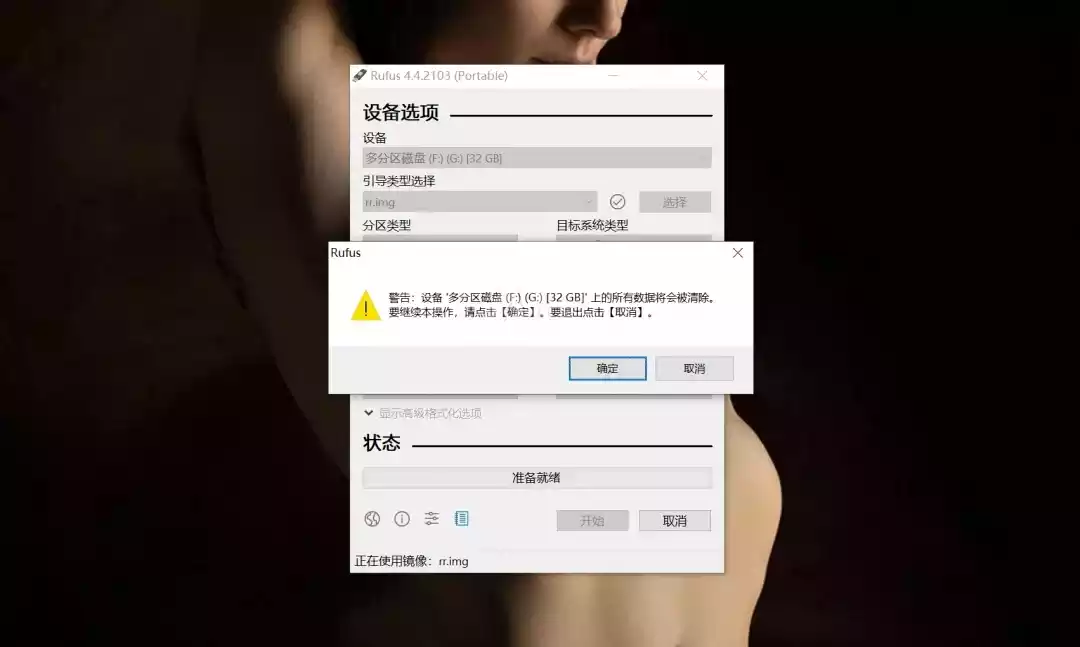 Rufus 4.4.2103 (Portable)
设备选项
设备
多分区磁盘 (F:) (G:) [32 GB]
引导类型选择
rr.img
选择
分区类型
目标系统类型
Rufus
警告：设备 '多分区磁盘 (F:) (G:) [32 GB]' 上的所有数据将会被清除。
要继续本操作，请点击【确定】。要退出点击【取消】。
确定
取消
显示高级格式化选项
状态
准备就绪
开始
取消
正在使用镜像：rr.img